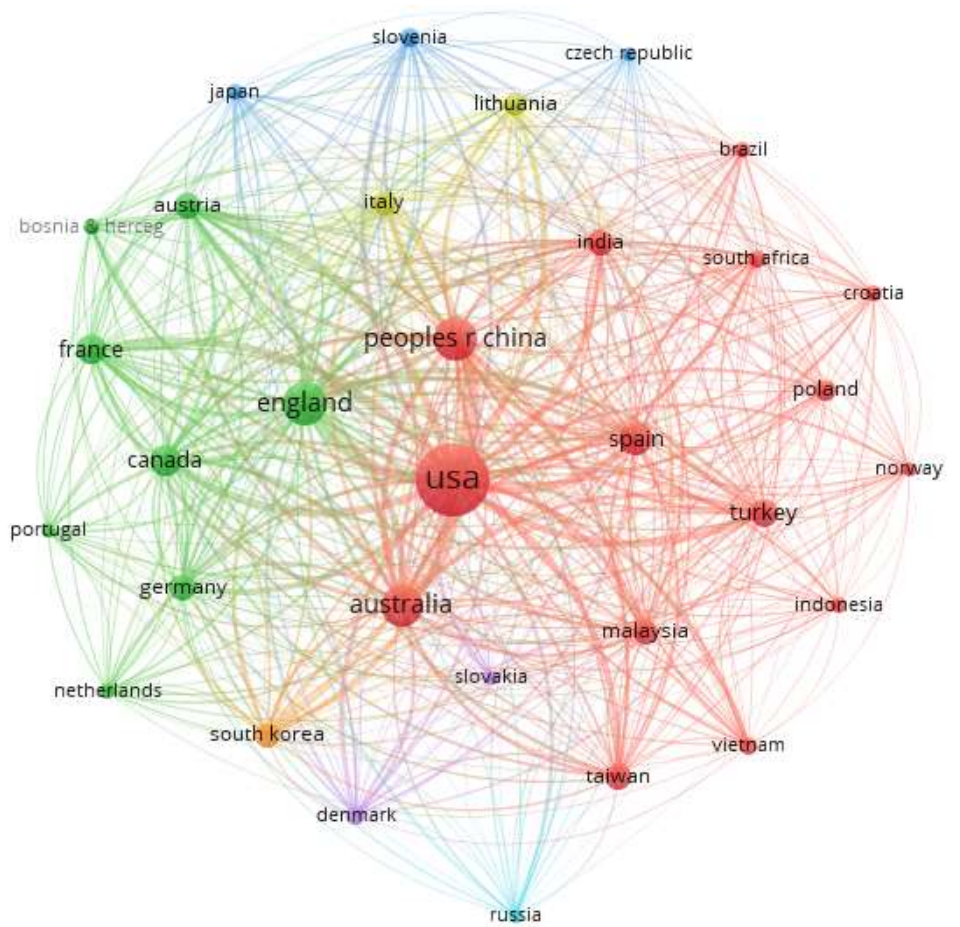 slovenia
czech republic
japan
lithuania
brazil
austria
italy
bosnia & herceg
india
south africa
croatia
peoples r china
france
poland
england
spain
canada
norway
usa
turkey
portugal
germany
australia
indonesia
malaysia
slovakia
netherlands
south korea
vietnam
taiwan
denmark
russia